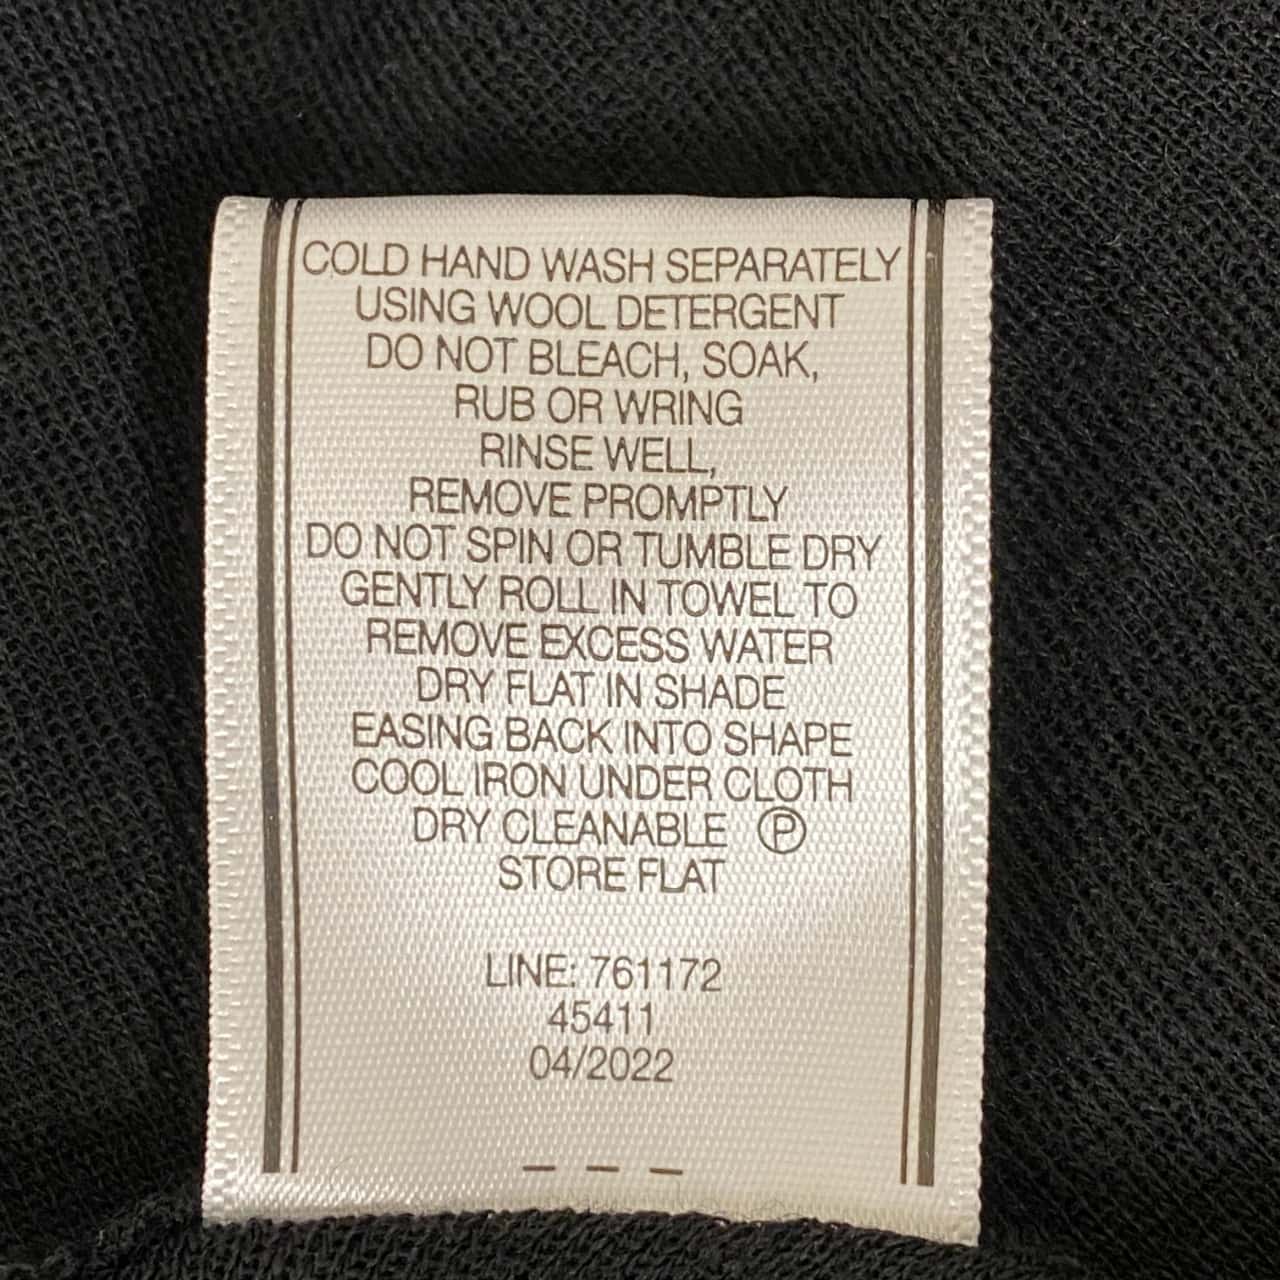 COLD HAND WASH SEPARATELY
USING WOOL DETERGENT
DO NOT BLEACH, SOAK,
RUB OR WRING
RINSE WELL,
REMOVE PROMPTLY
DO NOT SPIN OR TUMBLE DRY
GENTLY ROLL IN TOWEL TO
REMOVE EXCESS WATER
DRY FLAT IN SHADE
EASING BACK INTO SHAPE
COOL IRON UNDER CLOTH
DRY CLEANABLE Ⓟ
STORE FLAT
LINE: 761172
45411
04/2022